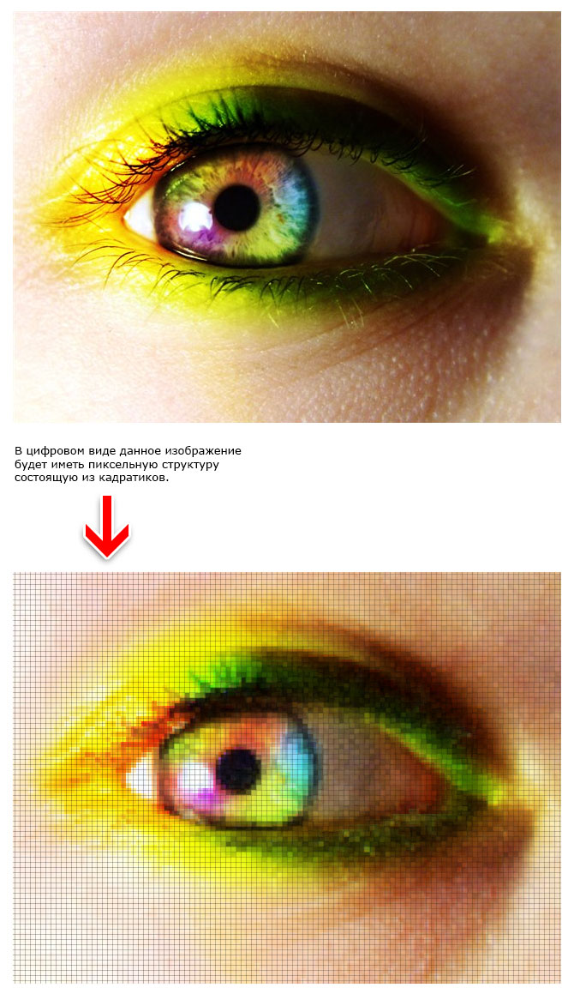 В цифровом виде данное изображение
будет иметь пиксельную структуру
состоящую из кадратиков.